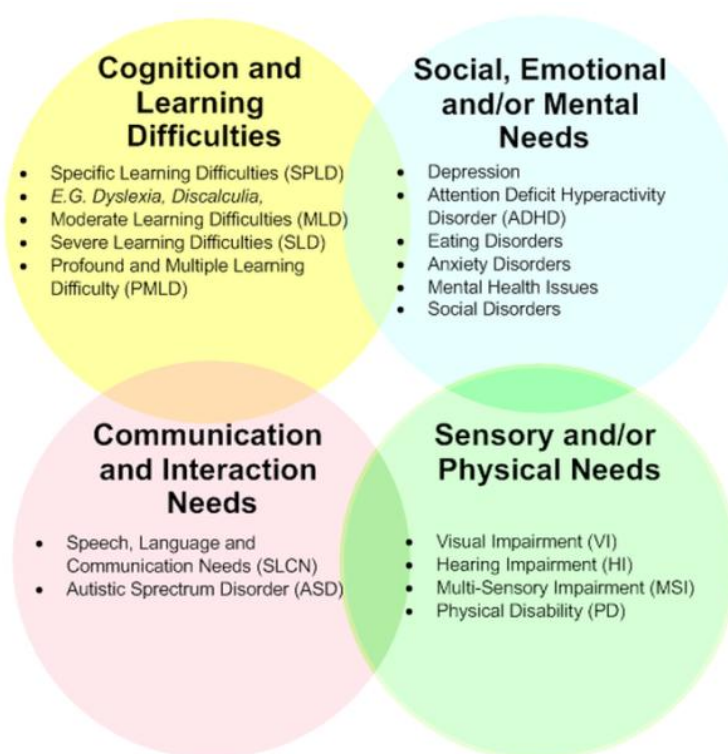 Cognition and
Learning
Difficulties
• Specific Learning Difficulties (SPLD)
• E.G. Dyslexia, Discalculia,
• Moderate Learning Difficulties (MLD)
• Severe Learning Difficulties (SLD)
• Profound and Multiple Learning
Difficulty (PMLD)
Social, Emotional
and/or Mental
Needs
• Depression
• Attention Deficit Hyperactivity
Disorder (ADHD)
• Eating Disorders
• Anxiety Disorders
• Mental Health Issues
• Social Disorders
Communication
and Interaction
Needs
• Speech, Language and
Communication Needs (SLCN)
• Autistic Sprectrum Disorder (ASD)
Sensory and/or
Physical Needs
• Visual Impairment (VI)
• Hearing Impairment (HI)
• Multi-Sensory Impairment (MSI)
• Physical Disability (PD)